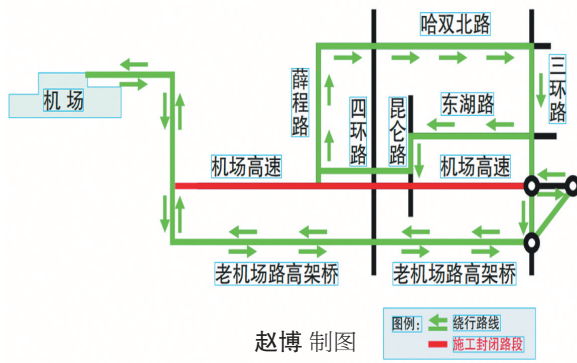 哈双北路
机场
薛程路
四环路
昆仑路
东湖路
三环路
机场高速
机场高速
老机场路高架桥
老机场路高架桥
图例：
绕行路线
施工封闭路段
赵博 制图